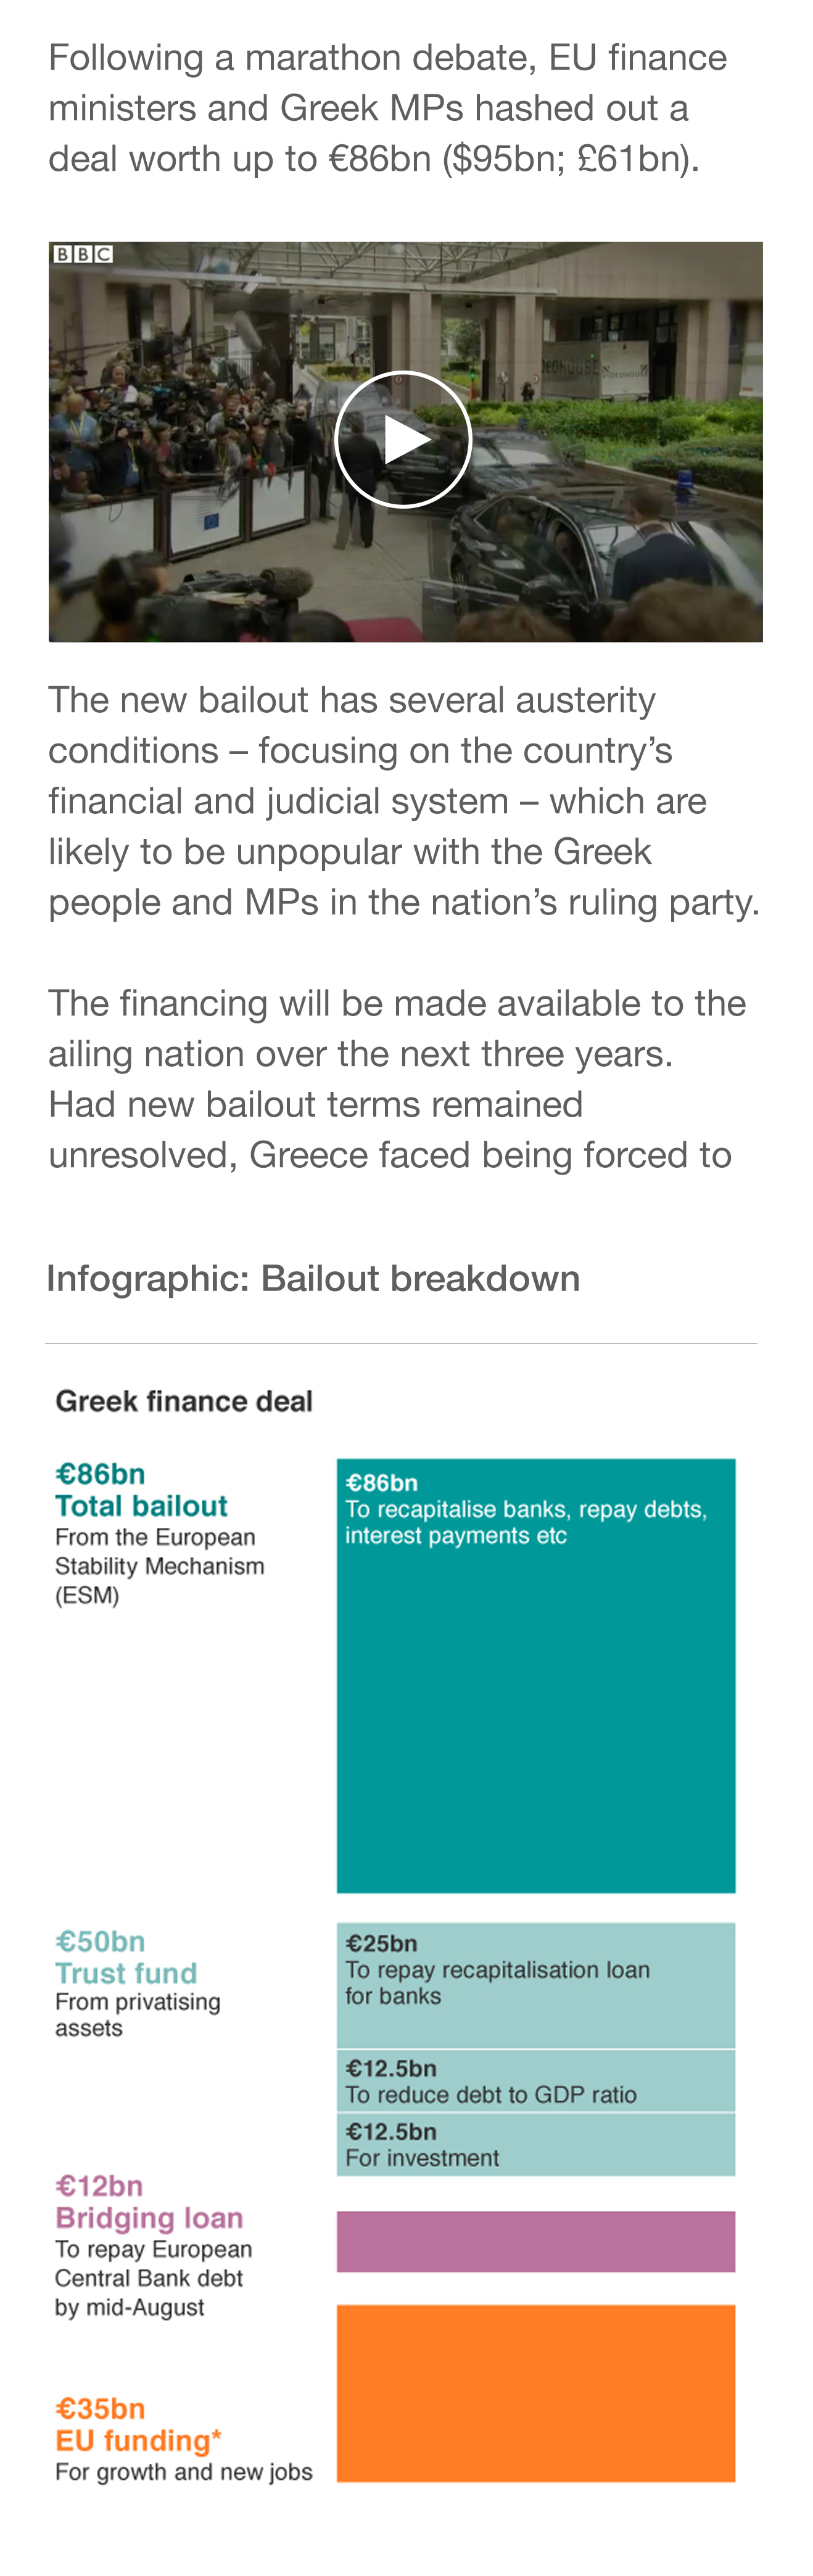 Following a marathon debate, EU finance
ministers and Greek MPs hashed out a
deal worth up to €86bn ($95bn; £61bn).
BBC
VIDEOHOUSE
The new bailout has several austerity
conditions – focusing on the country’s
financial and judicial system – which are
likely to be unpopular with the Greek
people and MPs in the nation’s ruling party.
The financing will be made available to the
ailing nation over the next three years.
Had new bailout terms remained
unresolved, Greece faced being forced to
Infographic: Bailout breakdown
Greek finance deal
€86bn
Total bailout
From the European
Stability Mechanism
(ESM)
€86bn
To recapitalise banks, repay debts,
interest payments etc
€50bn
Trust fund
From privatising
assets
€25bn
To repay recapitalisation loan
for banks
€12.5bn
To reduce debt to GDP ratio
€12.5bn
For investment
€12bn
Bridging loan
To repay European
Central Bank debt
by mid-August
€35bn
EU funding*
For growth and new jobs